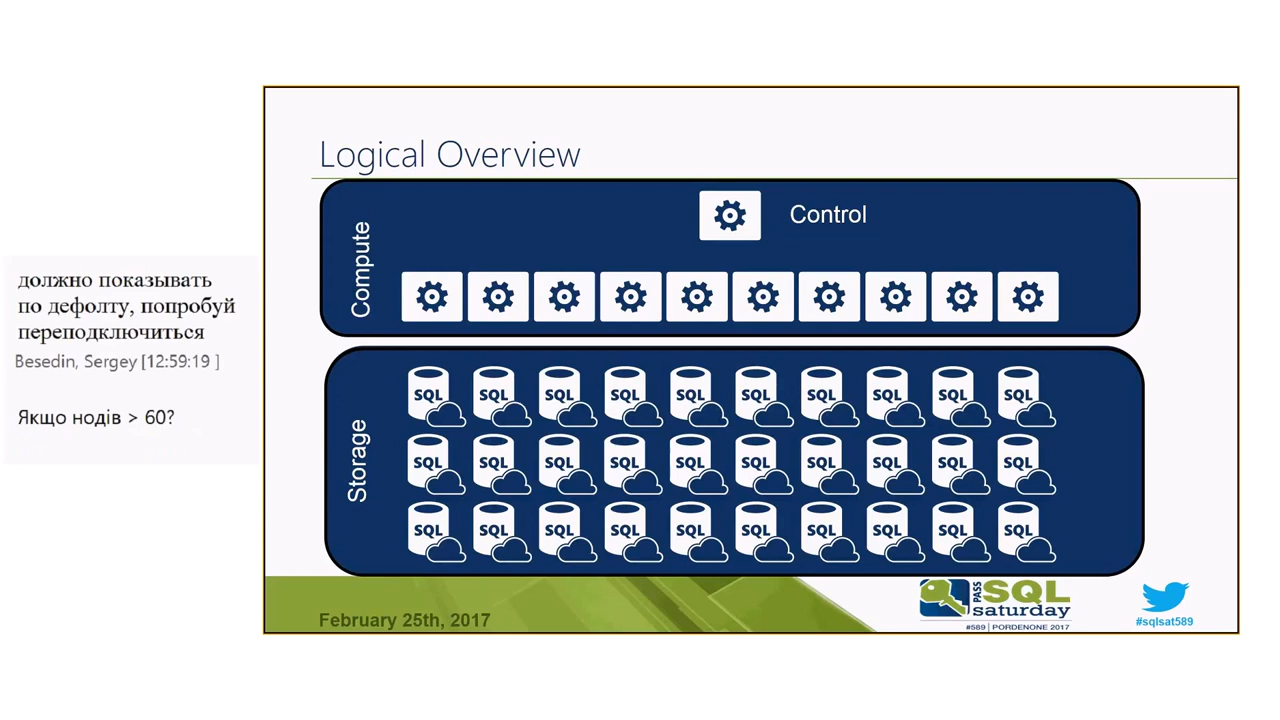 должно показывать
по дефолту, попробуй
переподключиться
Besedin, Sergey [12:59:19 ]
Якщо нодів > 60?
Logical Overview
Control
Compute
Storage
SQL SQL SQL SQL SQL SQL SQL SQL SQL SQL
SQL SQL SQL SQL SQL SQL SQL SQL SQL SQL
SQL SQL SQL SQL SQL SQL SQL SQL SQL SQL
February 25th, 2017
PASS
SQL
saturday
#589 | PORDENONE 2017
#sqlsat589